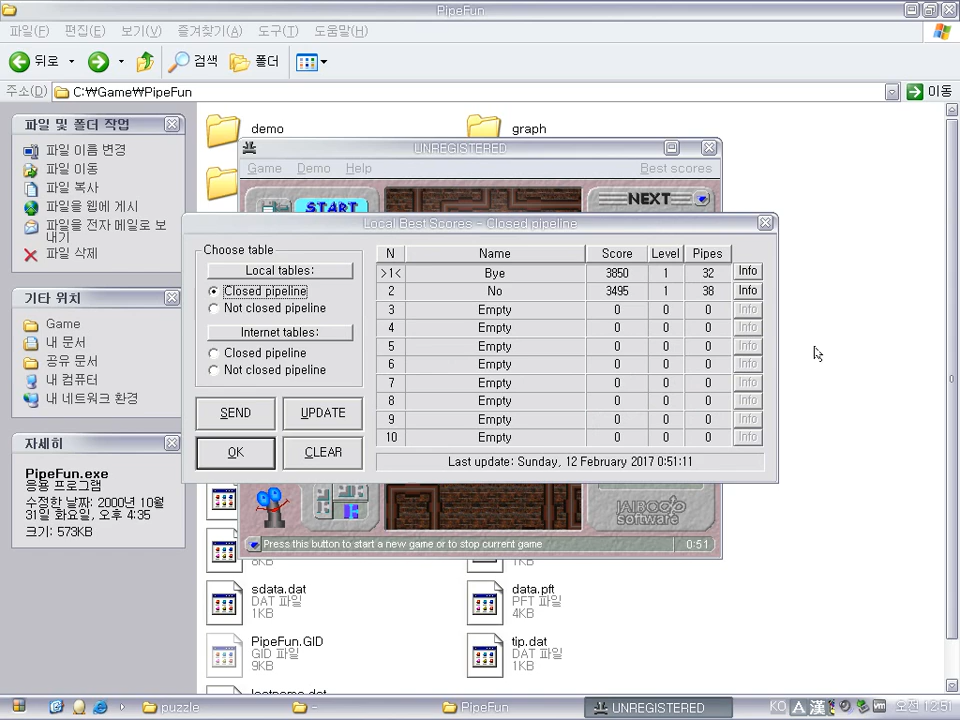 PipeFun
파일(F) 편집(E) 보기(V) 즐겨찾기(A) 도구(T) 도움말(H)
뒤로 검색 폴더
주소(D) C:₩Game₩PipeFun 이동
파일 및 폴더 작업
파일 이름 변경
파일 이동
파일 복사
파일을 웹에 게시
파일을 전자 메일로 보
내기
파일 삭제
기타 위치
Game
내 문서
공유 문서
내 컴퓨터
내 네트워크 환경
자세히
PipeFun.exe
응용 프로그램
수정한 날짜: 2000년 10월
31일 화요일, 오후 4:35
크기: 573KB
demo
graph
UNREGISTERED
Game Demo Help Best scores
START NEXT
Local Best Scores - Closed pipeline
Choose table
Local tables:
Closed pipeline
Not closed pipeline
Internet tables:
Closed pipeline
Not closed pipeline
SEND UPDATE
OK CLEAR
N Name Score Level Pipes
>1< Bye 3850 1 32 Info
2 No 3495 1 38 Info
3 Empty 0 0 0 Info
4 Empty 0 0 0 Info
5 Empty 0 0 0 Info
6 Empty 0 0 0 Info
7 Empty 0 0 0 Info
8 Empty 0 0 0 Info
9 Empty 0 0 0 Info
10 Empty 0 0 0 Info
Last update: Sunday, 12 February 2017 0:51:11
JAIBOO
software
Press this button to start a new game or to stop current game 0:51
8KB
1KB
sdata.dat
DAT 파일
1KB
data.pft
PFT 파일
4KB
PipeFun.GID
GID 파일
9KB
tip.dat
DAT 파일
1KB
puzzle - PipeFun UNREGISTERED KO A 漢 오전 12:51